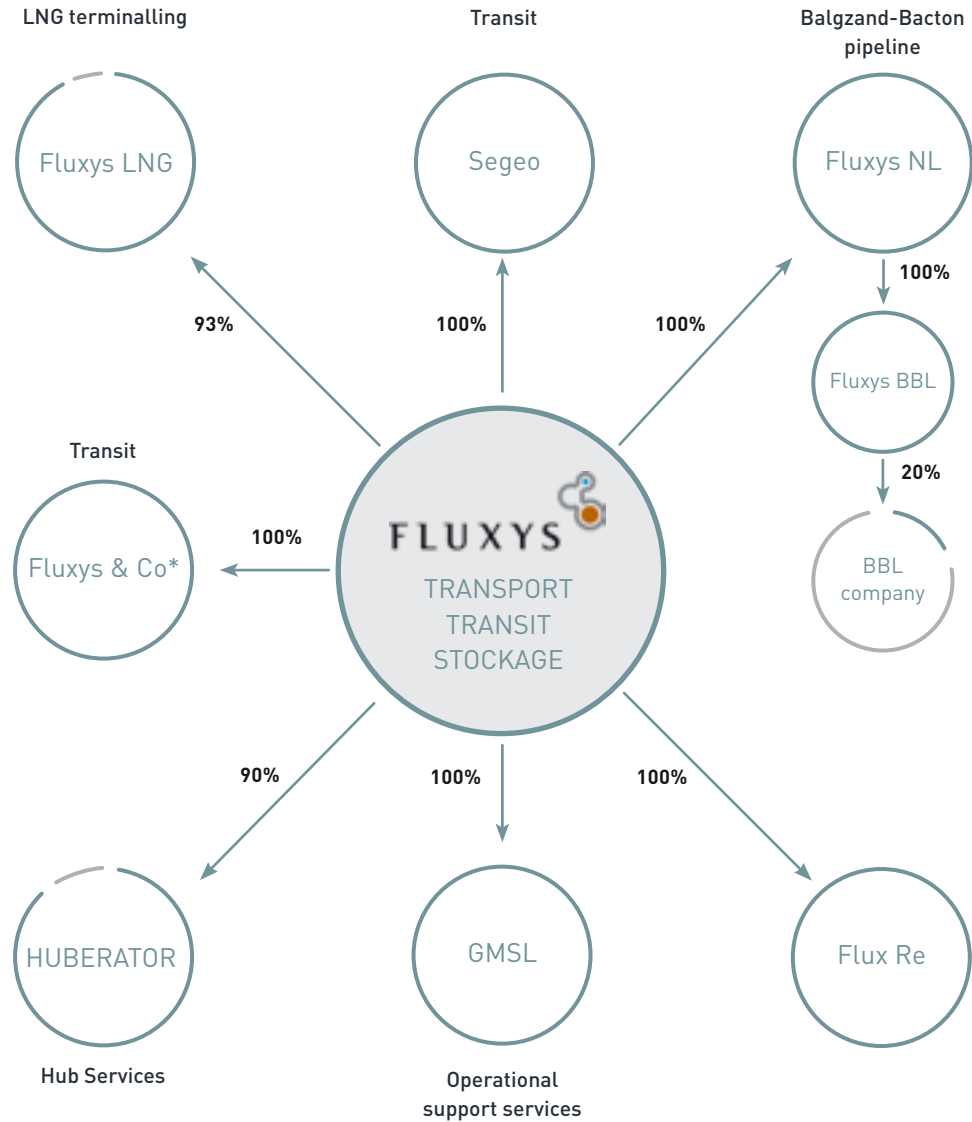 LNG terminalling
Transit
Balgzand-Bacton
pipeline
Fluxys LNG
Segeo
Fluxys NL
100%
93%
100%
100%
Fluxys BBL
20%
Transit
Fluxys & Co*
100%
FLUXYS
TRANSPORT
TRANSIT
STOCKAGE
BBL
company
90%
100%
100%
HUBERATOR
GMSL
Flux Re
Hub Services
Operational
support services